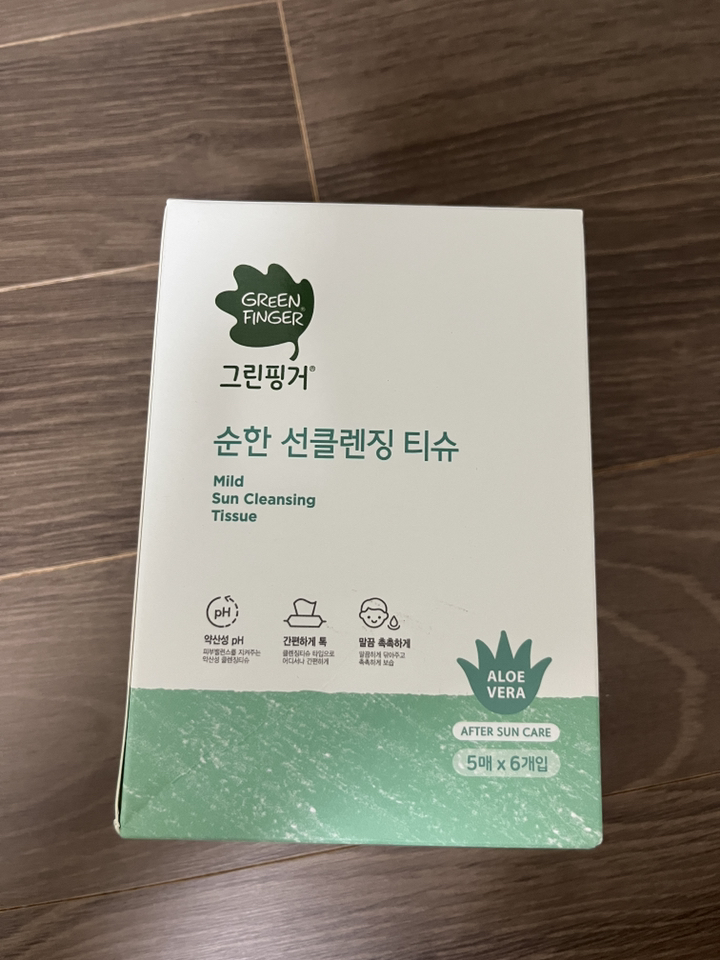 GREEN
FINGER®
그린핑거®
순한 선클렌징 티슈
Mild
Sun Cleansing
Tissue
pH
약산성 pH
피부밸런스를 지켜주는
약산성 클렌징티슈
간편하게 톡
클렌징티슈 타입으로
어디서나 간편하게
말끔 촉촉하게
말끔하게 닦아주고
촉촉하게 보습
ALOE
VERA
AFTER SUN CARE
5매 x 6개입